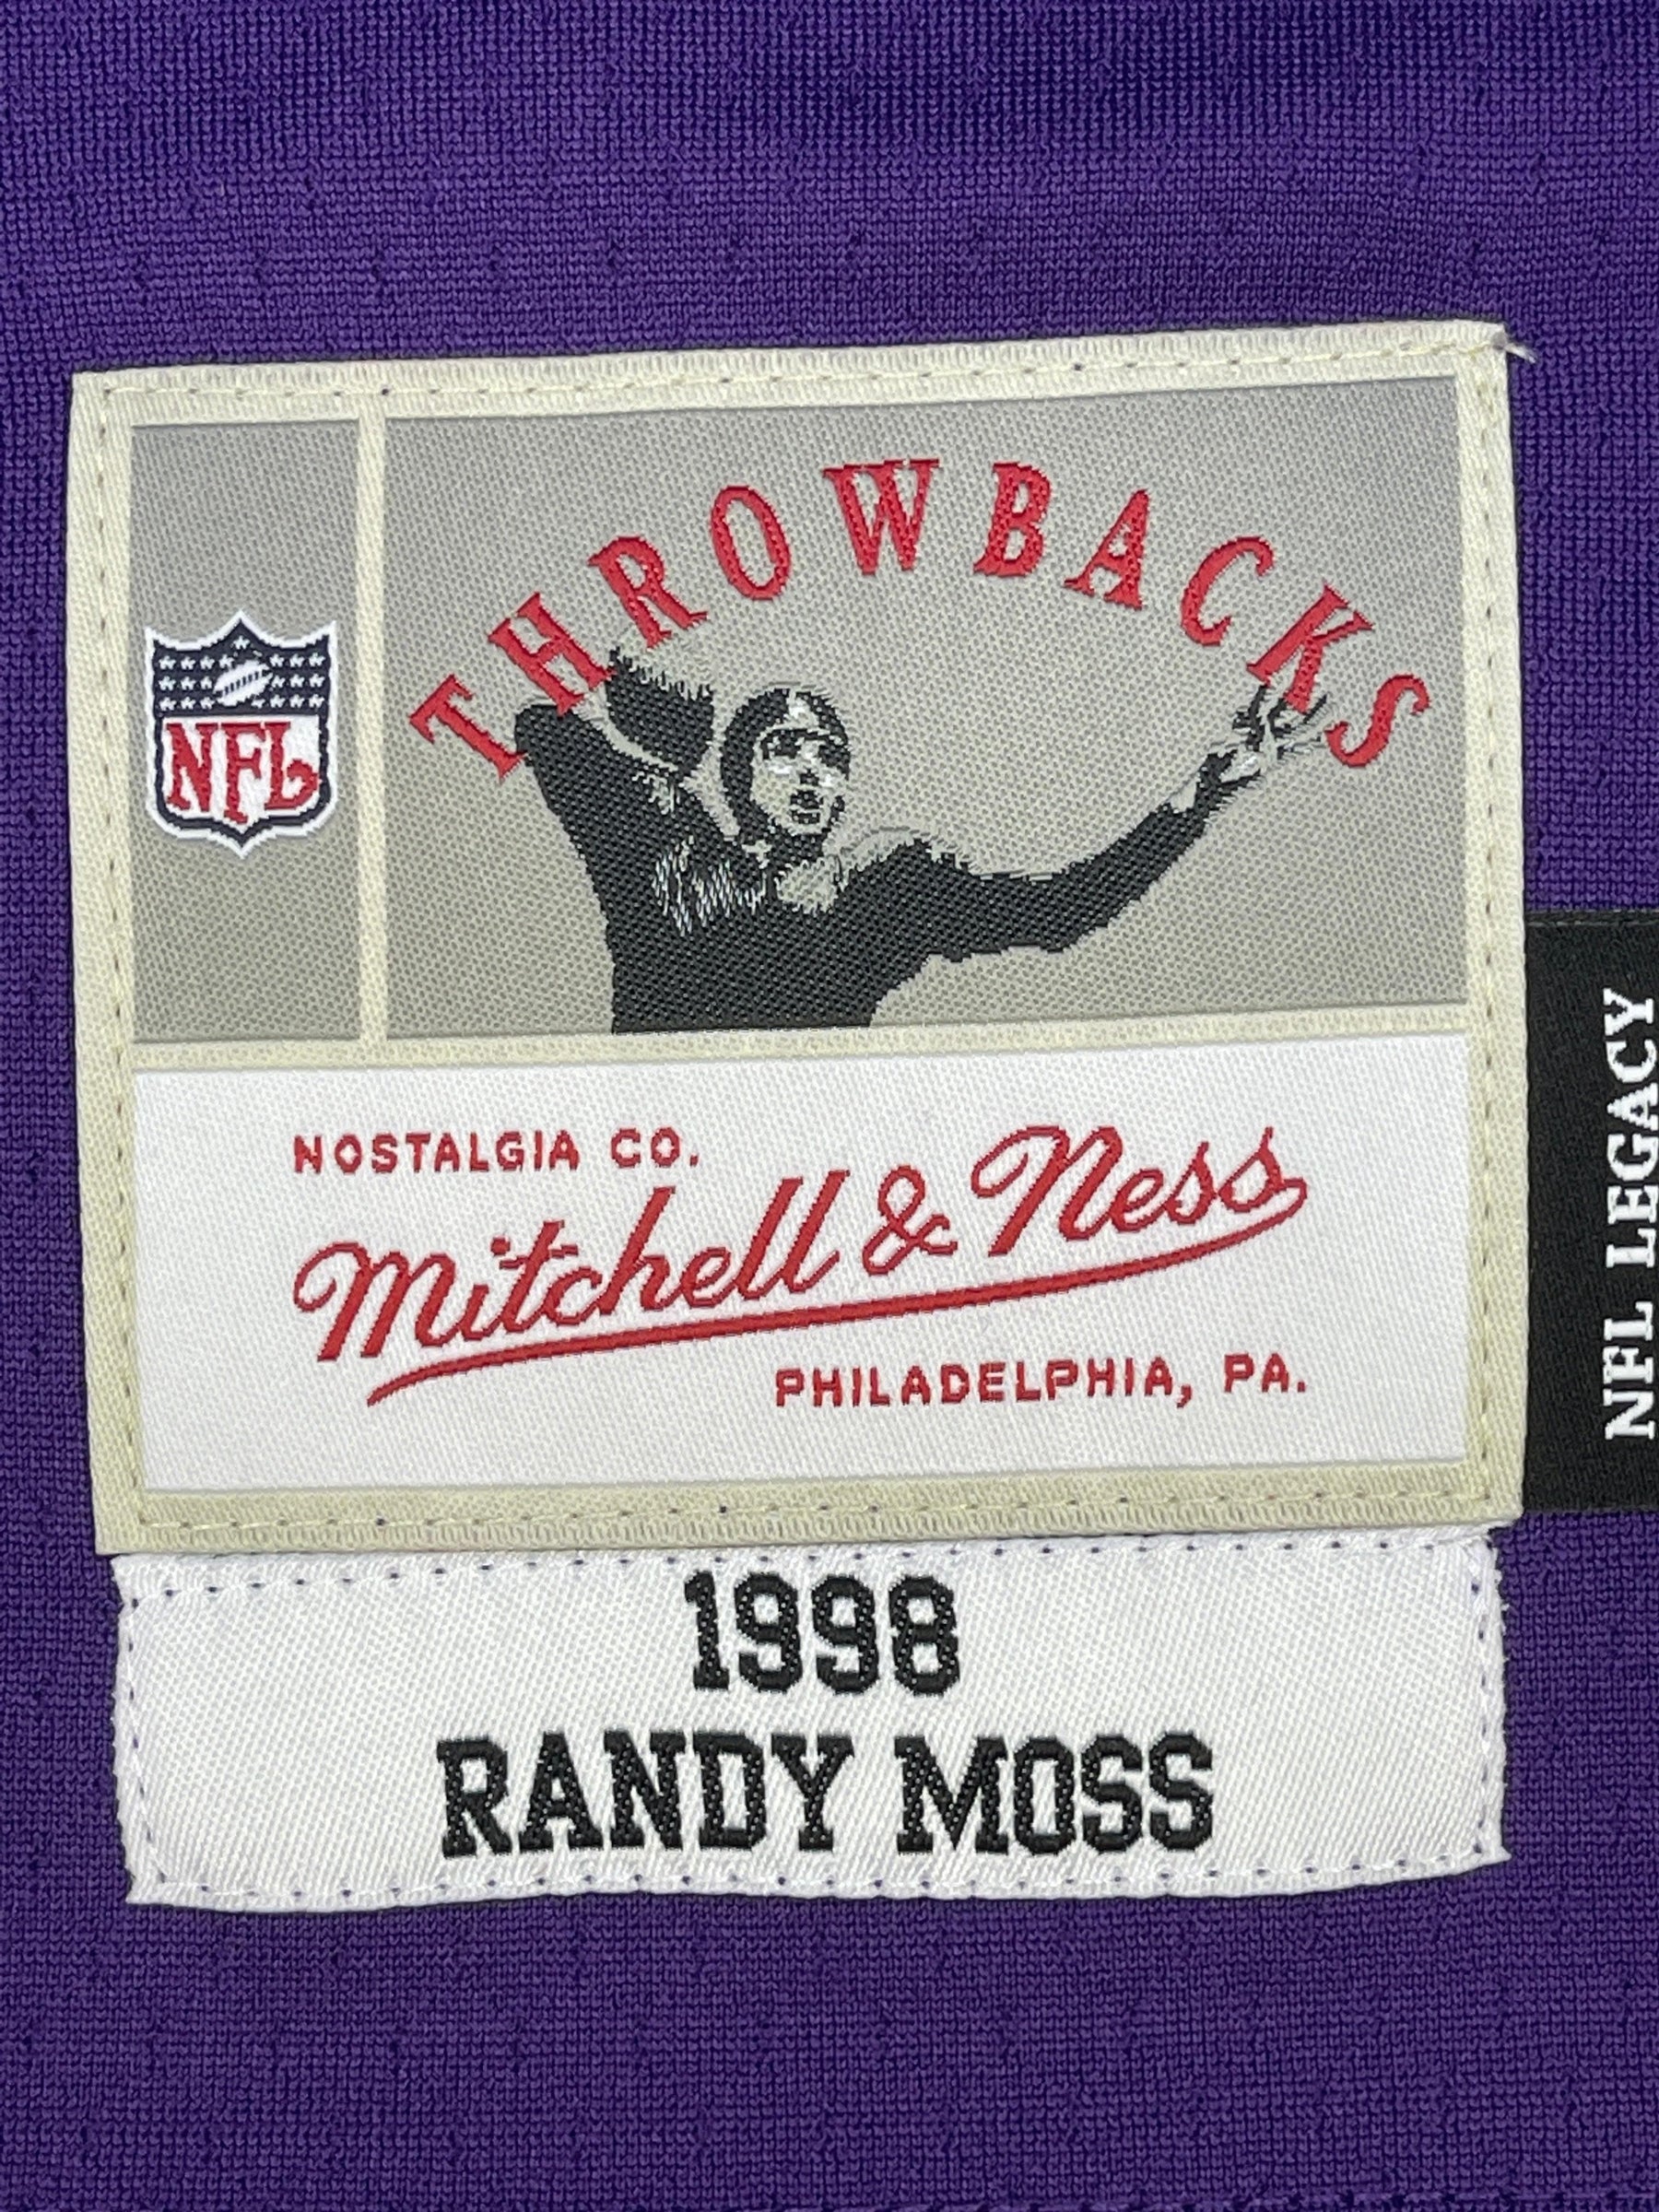 THROWBACKS
NFL
NOSTALGIA CO.
Mitchell & Ness
PHILADELPHIA, PA.
NFL LEGACY
1998
RANDY MOSS